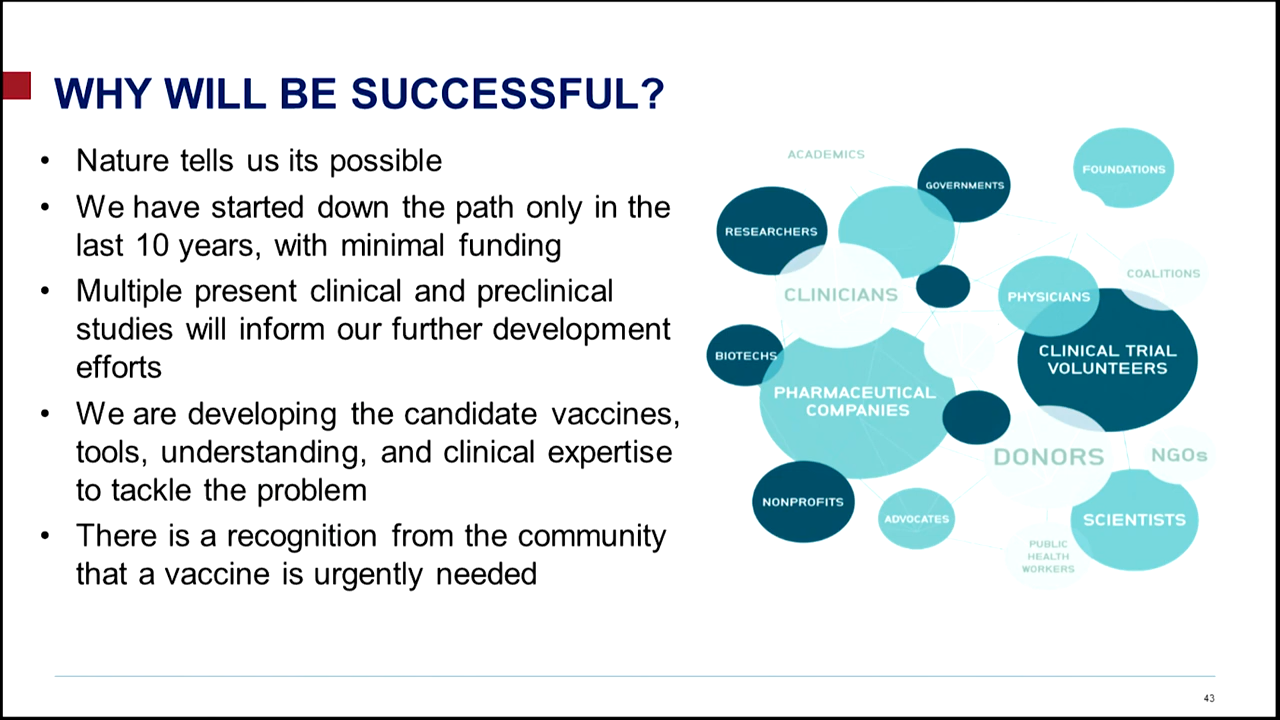 WHY WILL BE SUCCESSFUL?
• Nature tells us its possible
• We have started down the path only in the
last 10 years, with minimal funding
• Multiple present clinical and preclinical
studies will inform our further development
efforts
• We are developing the candidate vaccines,
tools, understanding, and clinical expertise
to tackle the problem
• There is a recognition from the community
that a vaccine is urgently needed
ACADEMICS
GOVERNMENTS
FOUNDATIONS
RESEARCHERS
COALITIONS
CLINICIANS
PHYSICIANS
BIOTECHS
CLINICAL TRIAL
VOLUNTEERS
PHARMACEUTICAL
COMPANIES
DONORS
NGOs
NONPROFITS
ADVOCATES
SCIENTISTS
PUBLIC
HEALTH
WORKERS
43